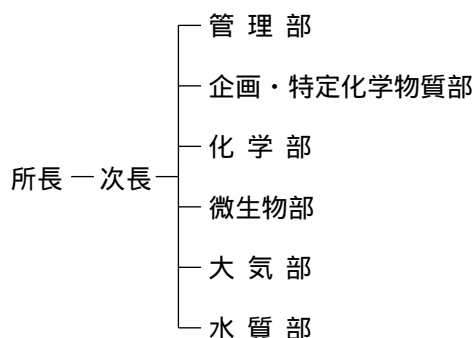 管理部
企画・特定化学物質部
化学部
所長 次長
微生物部
大気部
水質部